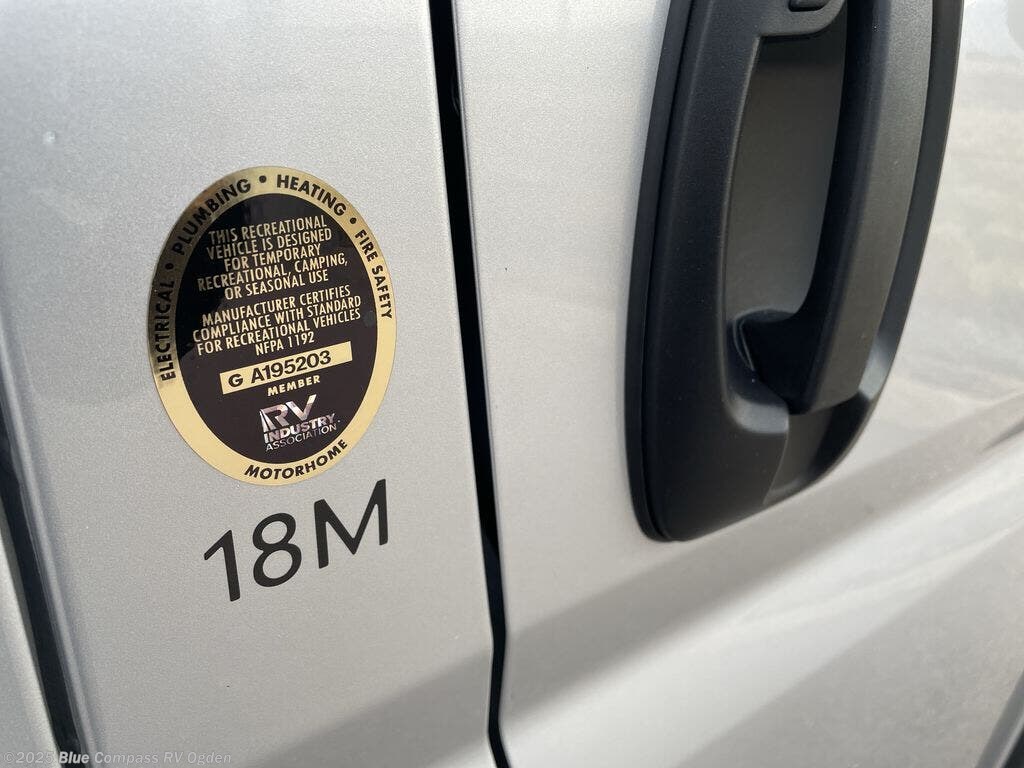 ELECTRICAL • PLUMBING • HEATING • FIRE SAFETY
THIS RECREATIONAL
VEHICLE IS DESIGNED
FOR TEMPORARY
RECREATIONAL, CAMPING,
OR SEASONAL USE
MANUFACTURER CERTIFIES
COMPLIANCE WITH STANDARD
FOR RECREATIONAL VEHICLES
NFPA 1192
G A195203
MEMBER
RV
INDUSTRY
ASSOCIATION
MOTORHOME
18M
©2025 Blue Compass RV Ogden